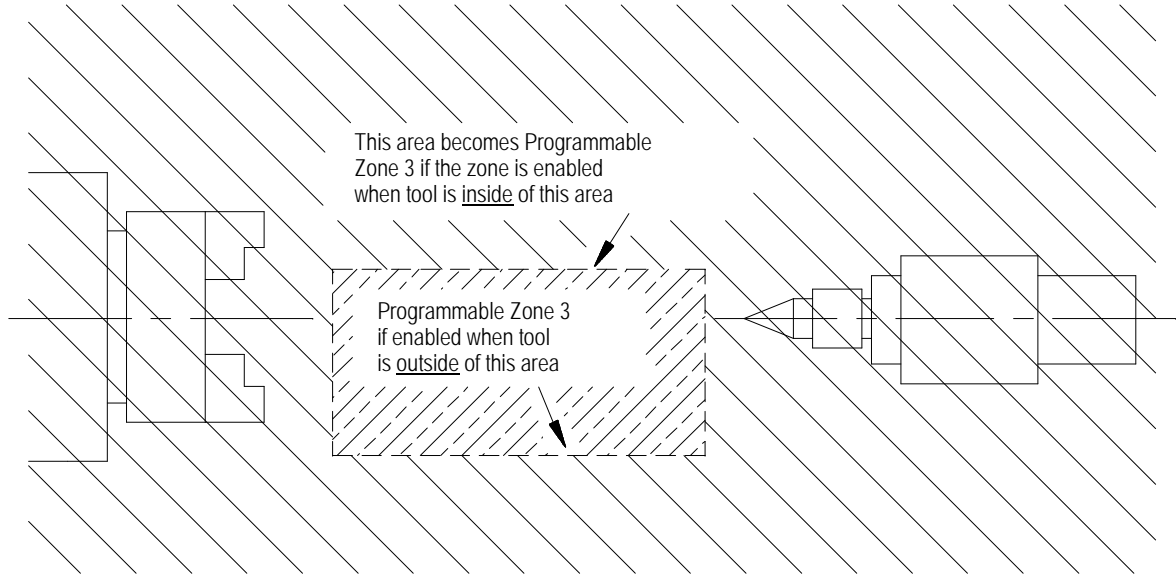 This area becomes Programmable
Zone 3 if the zone is enabled
when tool is inside of this area
Programmable Zone 3
if enabled when tool
is outside of this area